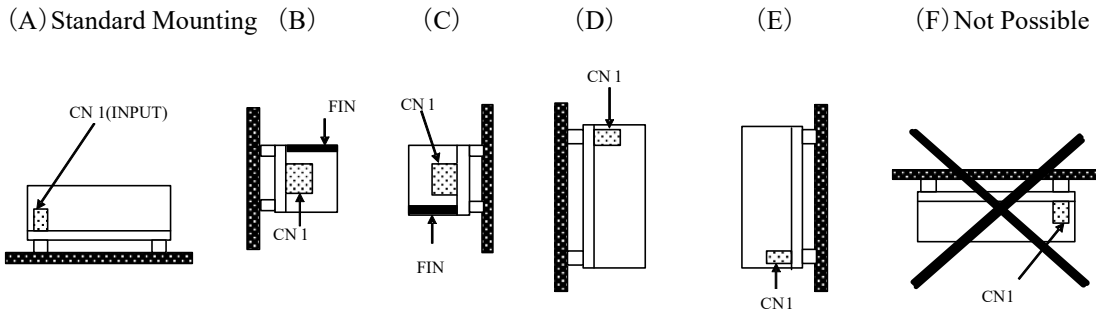 (A) Standard Mounting
(B)
(C)
(D)
(E)
(F) Not Possible
CN 1(INPUT)
FIN
CN 1
CN 1
FIN
CN 1
CN1
CN1